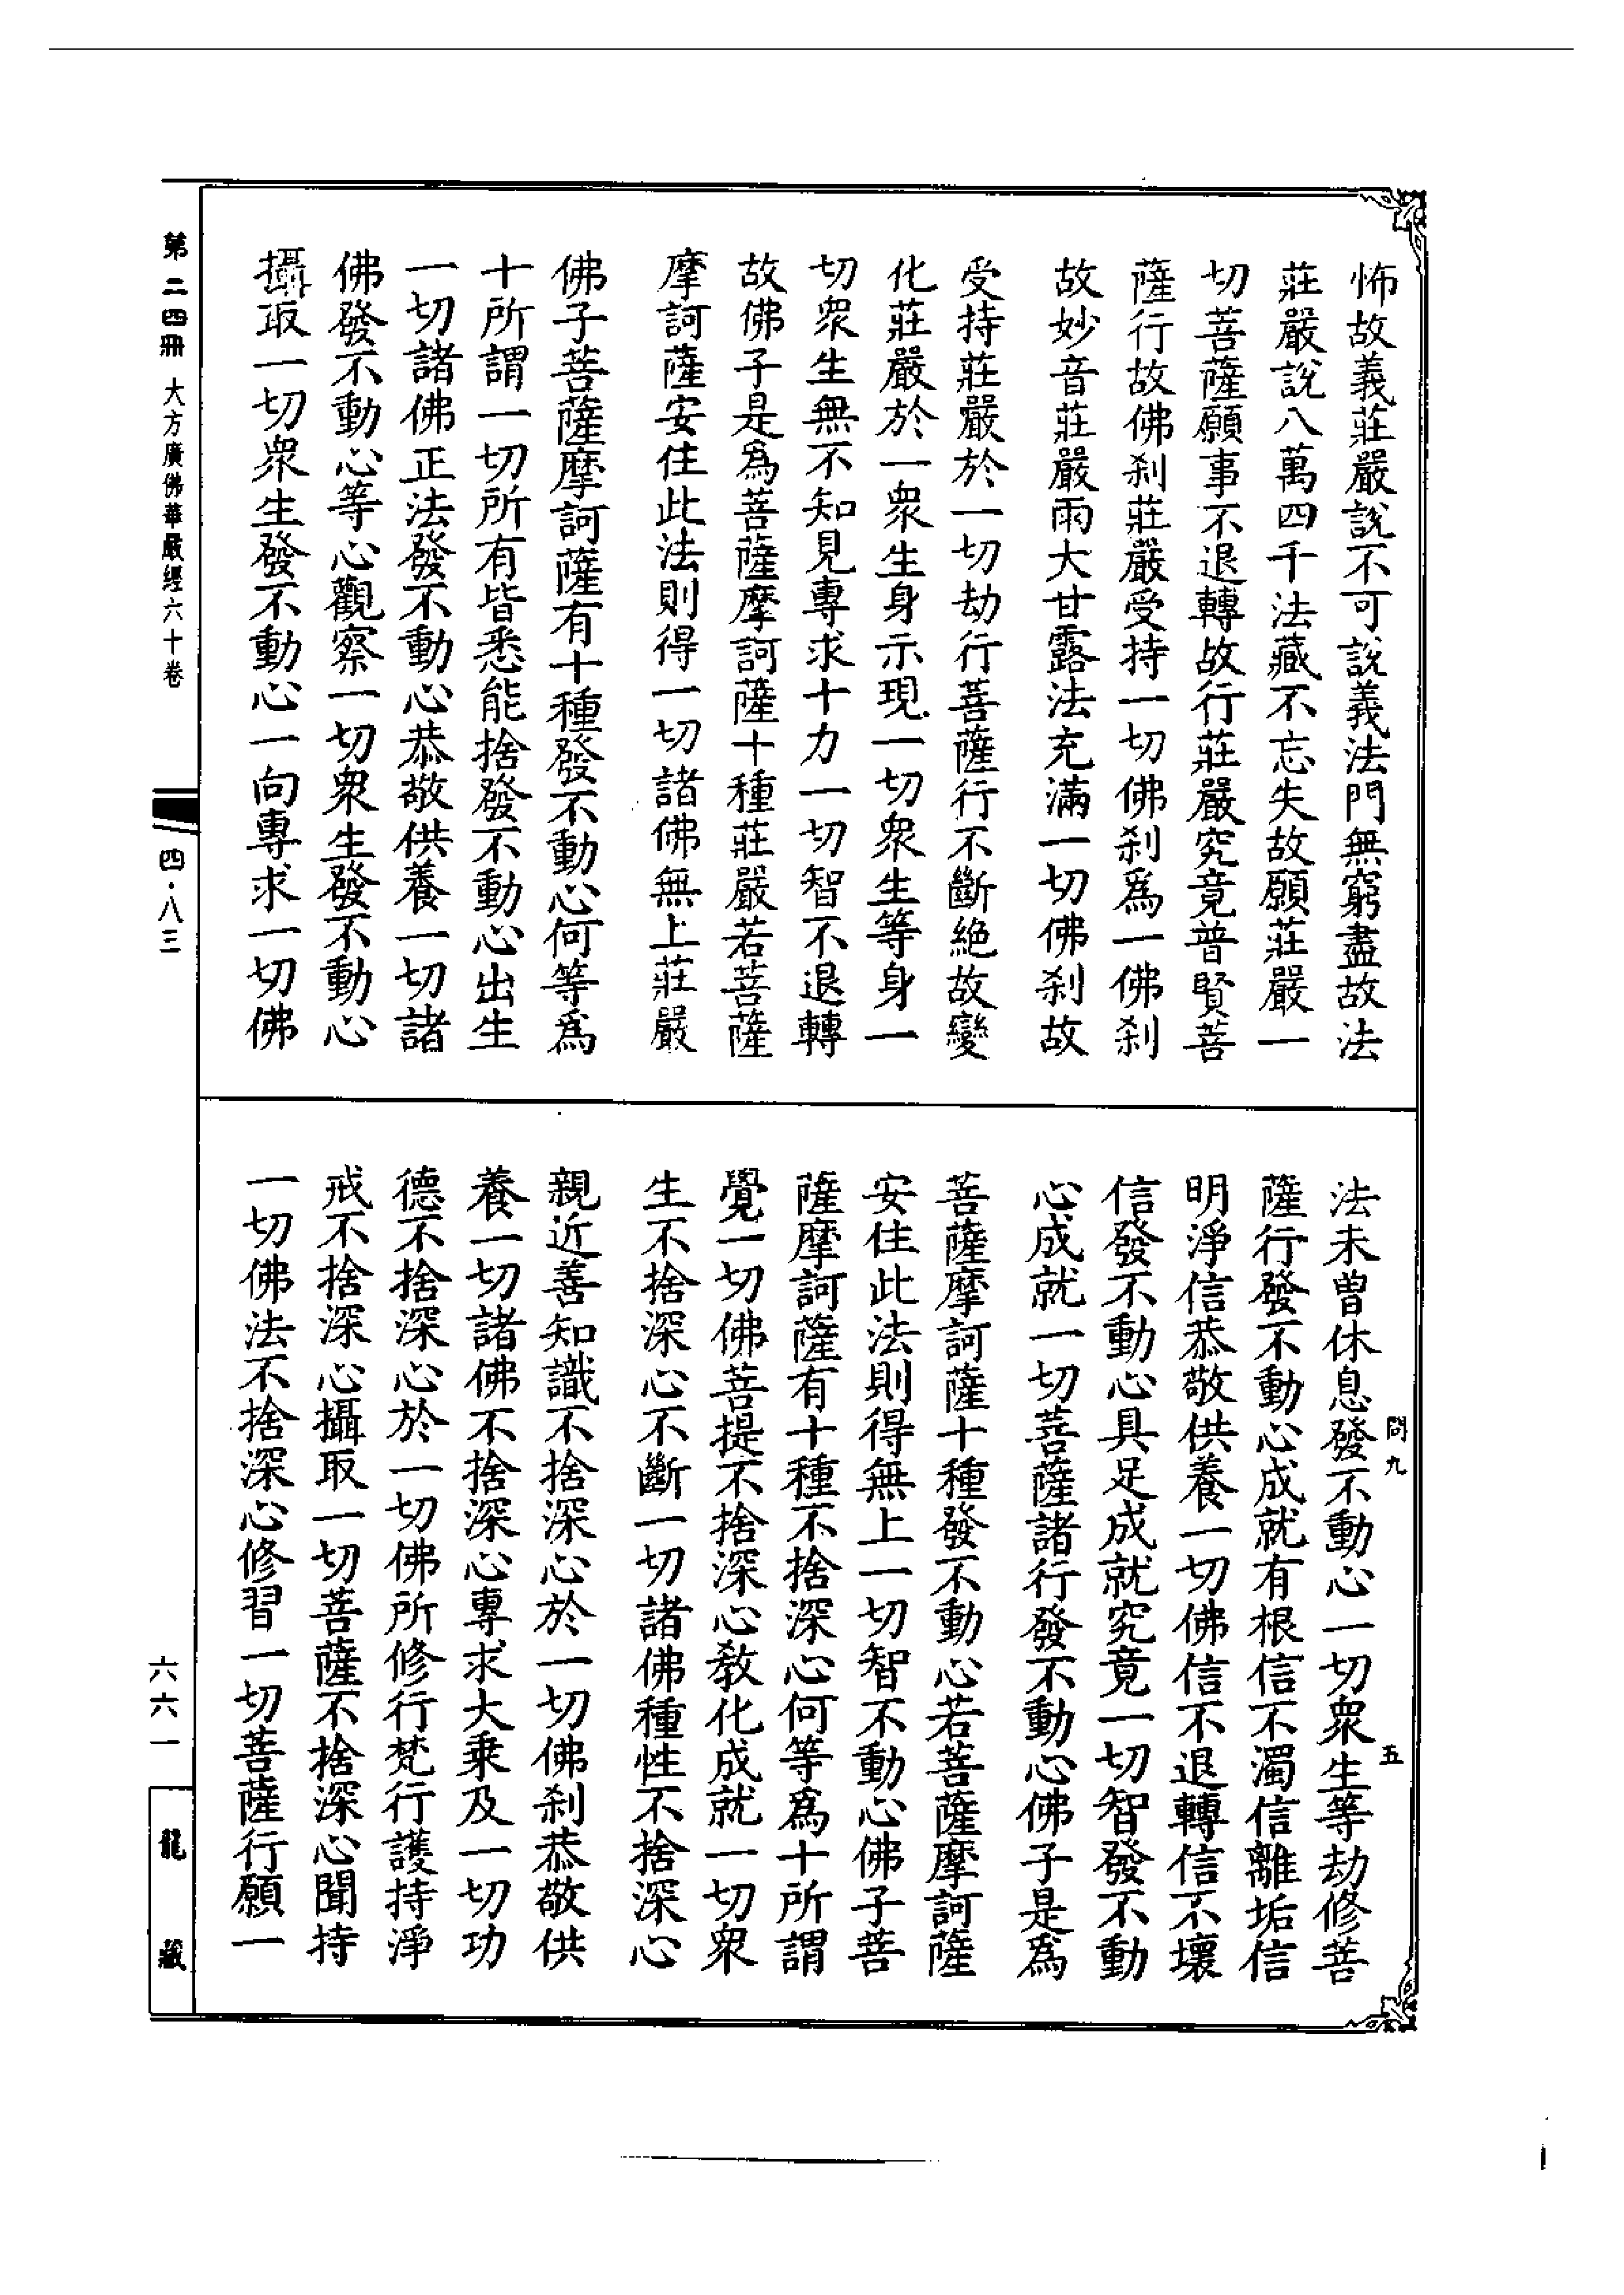 怖故義莊嚴說不可說義法門無窮盡故法
莊嚴說八萬四千法藏不忘失故願莊嚴一
切菩薩願事不退轉故行莊嚴究竟普賢菩
薩行故佛刹莊嚴受持一切佛刹爲一佛刹
故妙音莊嚴雨大甘露法充滿一切佛刹故
受持莊嚴於一切劫行菩薩行不斷絶故變
化莊嚴於一衆生身示現一切衆生等身一
切衆生無不知見專求十力一切智不退轉
故佛子是爲菩薩摩訶薩十種莊嚴若菩薩
摩訶薩安住此法則得一切諸佛無上莊嚴
佛子菩薩摩訶薩有十種發不動心何等爲
十所謂一切所有皆悉能捨發不動心出生
一切諸佛正法發不動心恭敬供養一切諸
佛發不動心等心觀察一切衆生發不動心
攝取一切衆生發不動心一向專求一切佛
法未曾休息發不動心一切衆生等劫修菩
薩行發不動心成就有根信不濁信離垢信
明淨信恭敬供養一切佛信不退轉信不壞
信發不動心具足成就究竟一切智發不動
心成就一切菩薩諸行發不動心佛子是爲
菩薩摩訶薩十種發不動心若菩薩摩訶薩
安住此法則得無上一切智不動心佛子菩
薩摩訶薩有十種不捨深心何等爲十所謂
覺一切佛菩提不捨深心教化成就一切衆
生不捨深心不斷一切諸佛種性不捨深心
親近善知識不捨深心於一切佛刹恭敬供
養一切諸佛不捨深心專求大乘及一切功
德不捨深心於一切佛所修行梵行護持淨
戒不捨深心攝取一切菩薩不捨深心聞持
一切佛法不捨深心修習一切菩薩行願一
問九
五
第二四冊 大方廣佛華嚴經六十卷
四·八三
六六一
龍藏